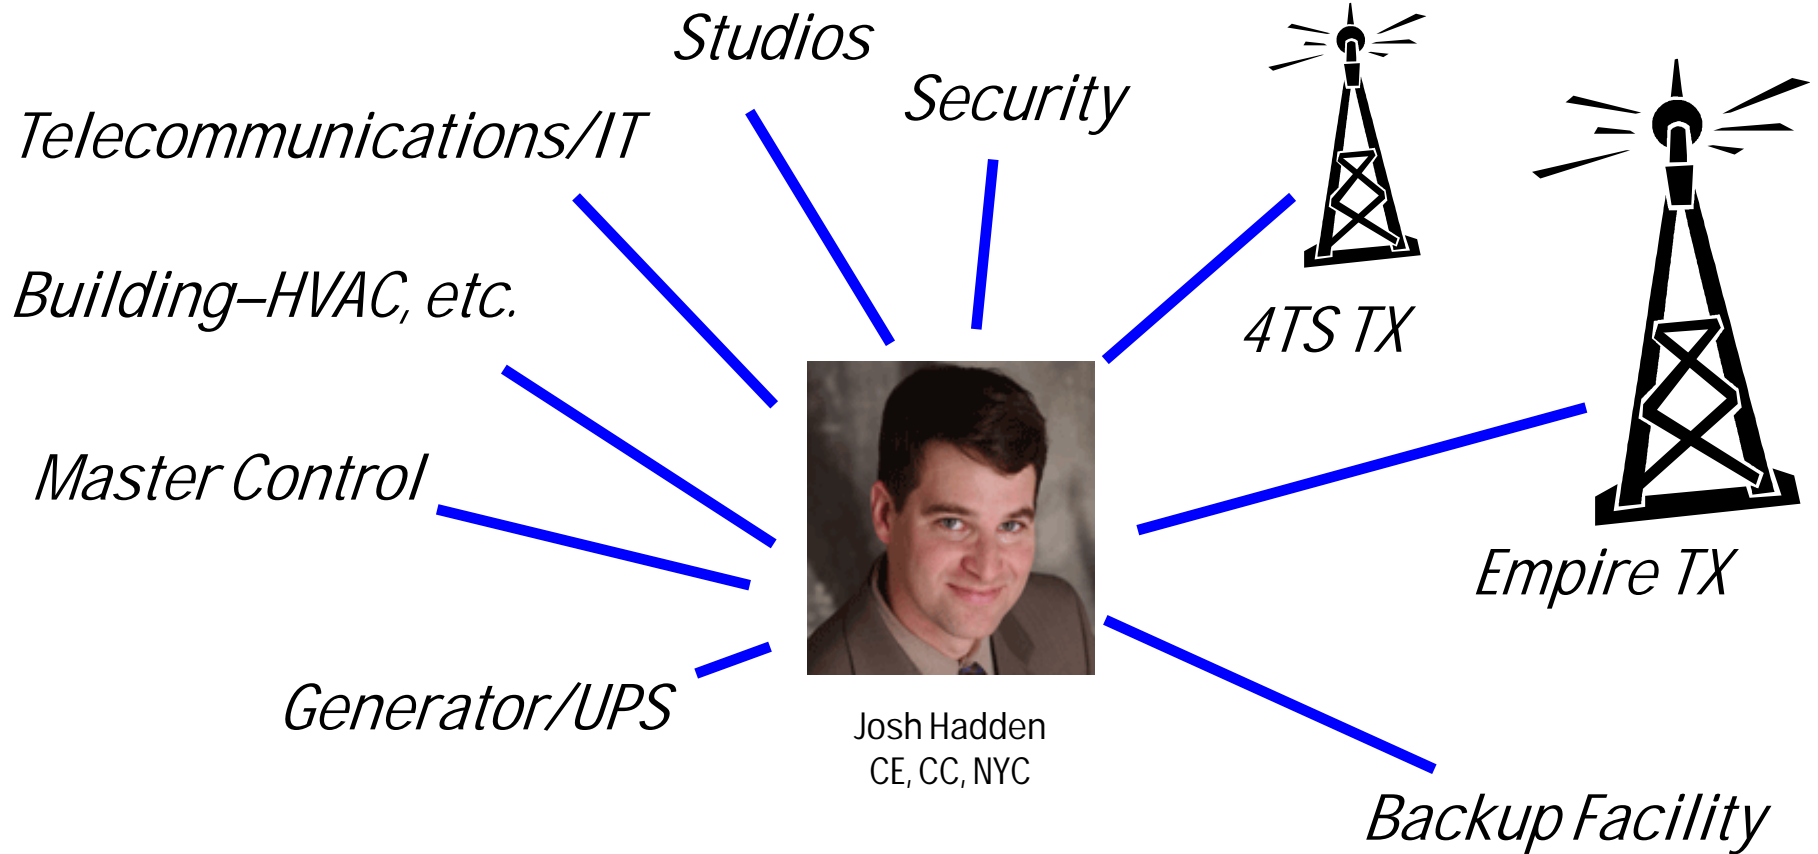 Studios
Security
Telecommunications/IT
Building–HVAC, etc.
4TS TX
Master Control
Empire TX
Generator/UPS
Josh Hadden
CE, CC, NYC
Backup Facility